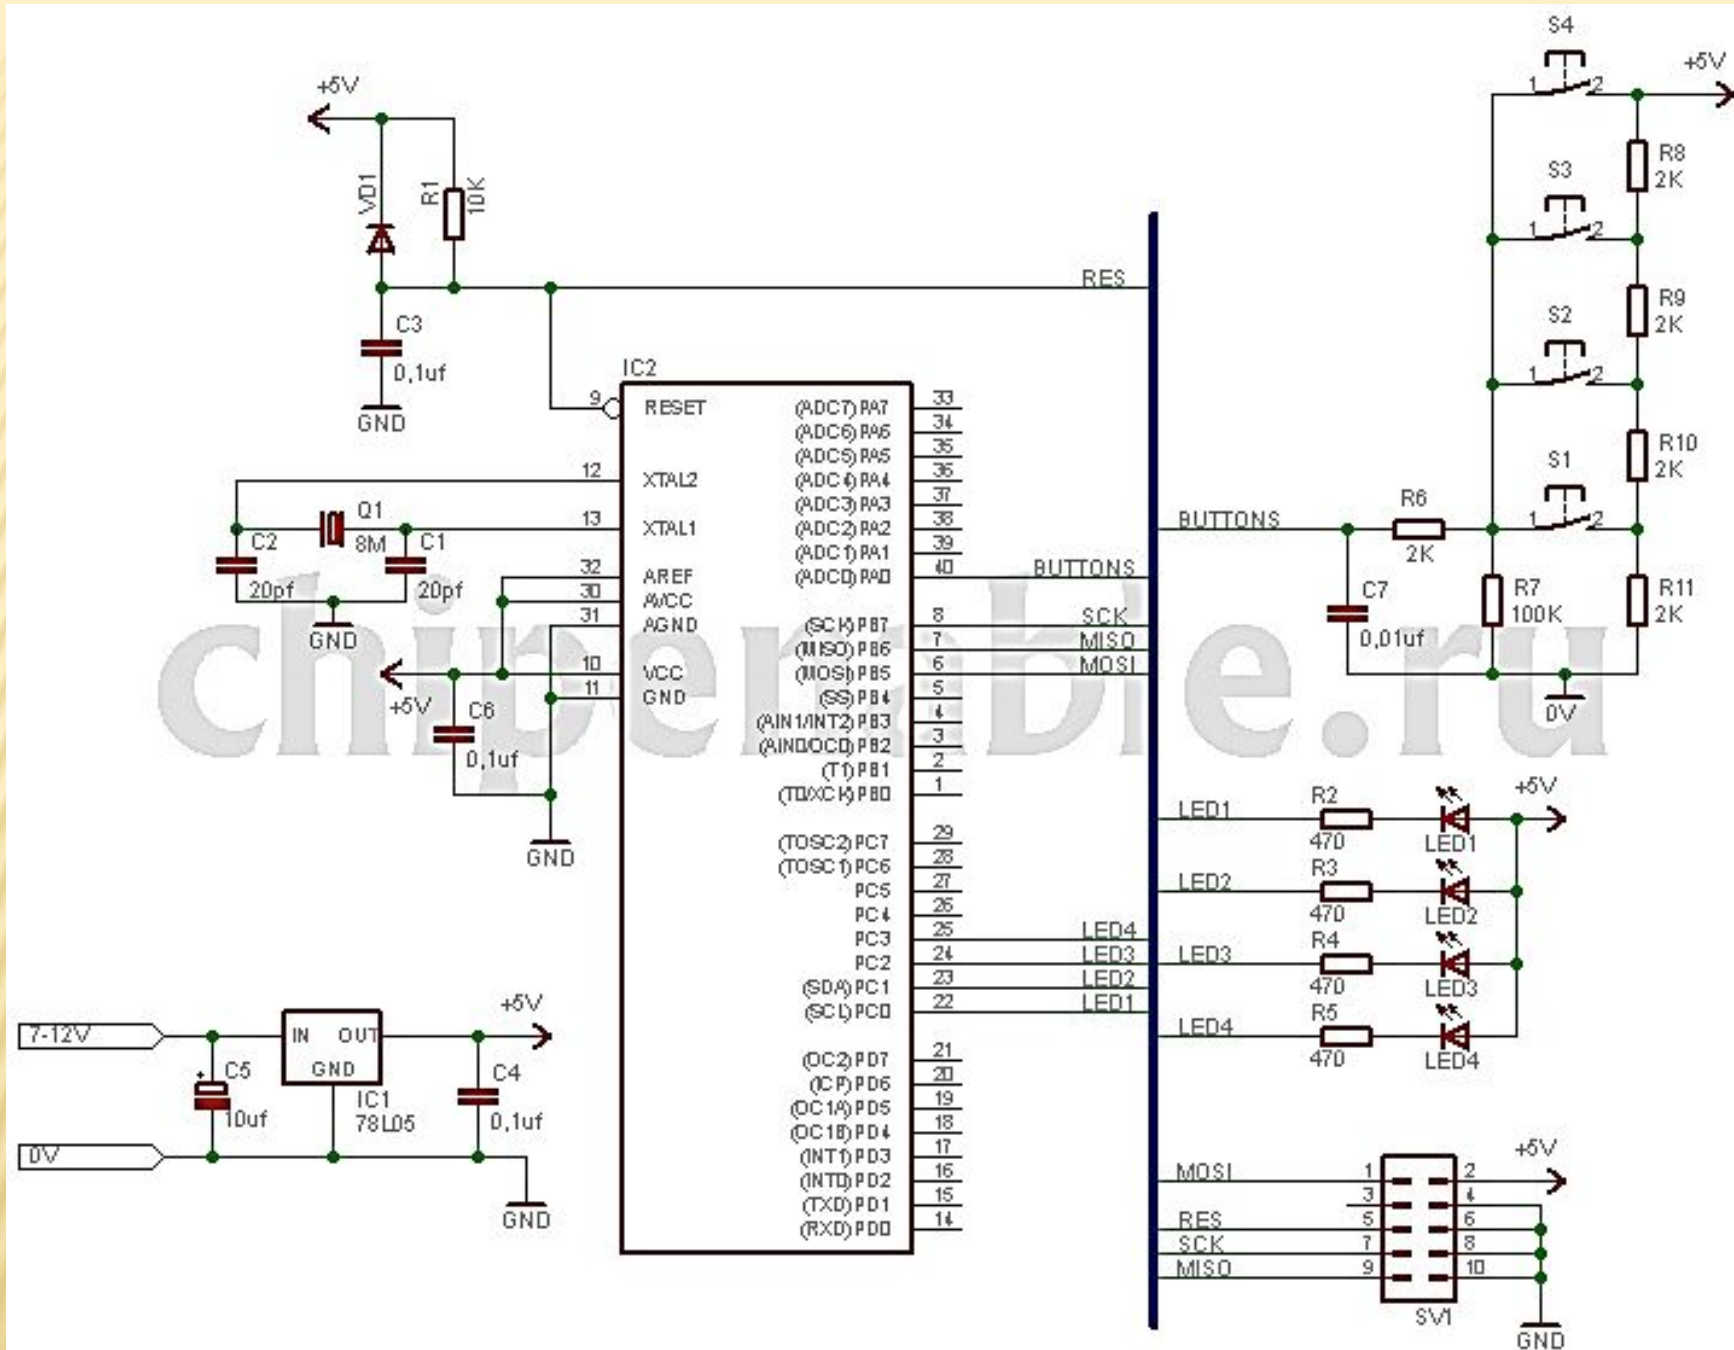 S4
+5V
1 2
R8
2K
S3
1 2
R9
2K
S2
1 2
R10
2K
S1
1 2
R11
2K
R6
2K
R7
100K
C7
0,01uf
0V
BUTTONS
+5V
VD1
R1
10K
RES
C3
0,1uf
GND
IC2
9 RESET
12 XTAL2
13 XTAL1
32 AREF
30 AVCC
31 AGND
10 VCC
11 GND
Q1
8M
C2
20pf
C1
20pf
GND
+5V
C6
0,1uf
GND
(ADC7)PA7 33
(ADC6)PA6 34
(ADC5)PA5 35
(ADC4)PA4 36
(ADC3)PA3 37
(ADC2)PA2 38
(ADC1)PA1 39
(ADC0)PA0 40 BUTTONS
(SCK)PB7 8 SCK
(MISO)PB6 7 MISO
(MOSI)PB5 6 MOSI
(SS)PB4 5
(AIN1/INT2)PB3 4
(AIN0/OC0)PB2 3
(T1)PB1 2
(T0/XCK)PB0 1
(TOSC2)PC7 29
(TOSC1)PC6 28
PC5 27
PC4 26
PC3 25 LED4
PC2 24 LED3
(SDA)PC1 23 LED2
(SCL)PC0 22 LED1
(OC2)PD7 21
(ICP)PD6 20
(OC1A)PD5 19
(OC1B)PD4 18
(INT1)PD3 17
(INT0)PD2 16
(TXD)PD1 15
(RXD)PD0 14
chipenable.ru
LED1 R2 470 LED1
+5V
LED2 R3 470 LED2
LED3 R4 470 LED3
LED4 R5 470 LED4
7-12V
0V
C5
10uf
IN OUT
GND
IC1
78L05
C4
0,1uf
+5V
GND
MOSI 1 2
+5V
3 4
RES 5 6
SCK 7 8
MISO 9 10
SV1
GND